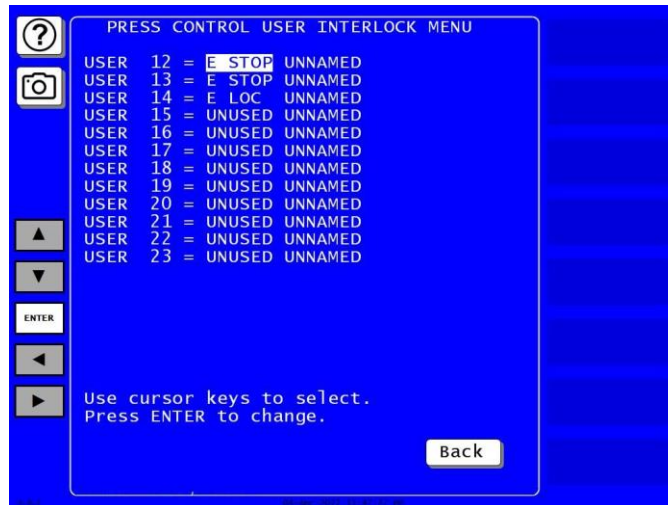 PRESS CONTROL USER INTERLOCK MENU
USER 12 = E STOP UNNAMED
USER 13 = E STOP UNNAMED
USER 14 = E LOC UNNAMED
USER 15 = UNUSED UNNAMED
USER 16 = UNUSED UNNAMED
USER 17 = UNUSED UNNAMED
USER 18 = UNUSED UNNAMED
USER 19 = UNUSED UNNAMED
USER 20 = UNUSED UNNAMED
USER 21 = UNUSED UNNAMED
USER 22 = UNUSED UNNAMED
USER 23 = UNUSED UNNAMED
ENTER
Use cursor keys to select.
Press ENTER to change.
Back